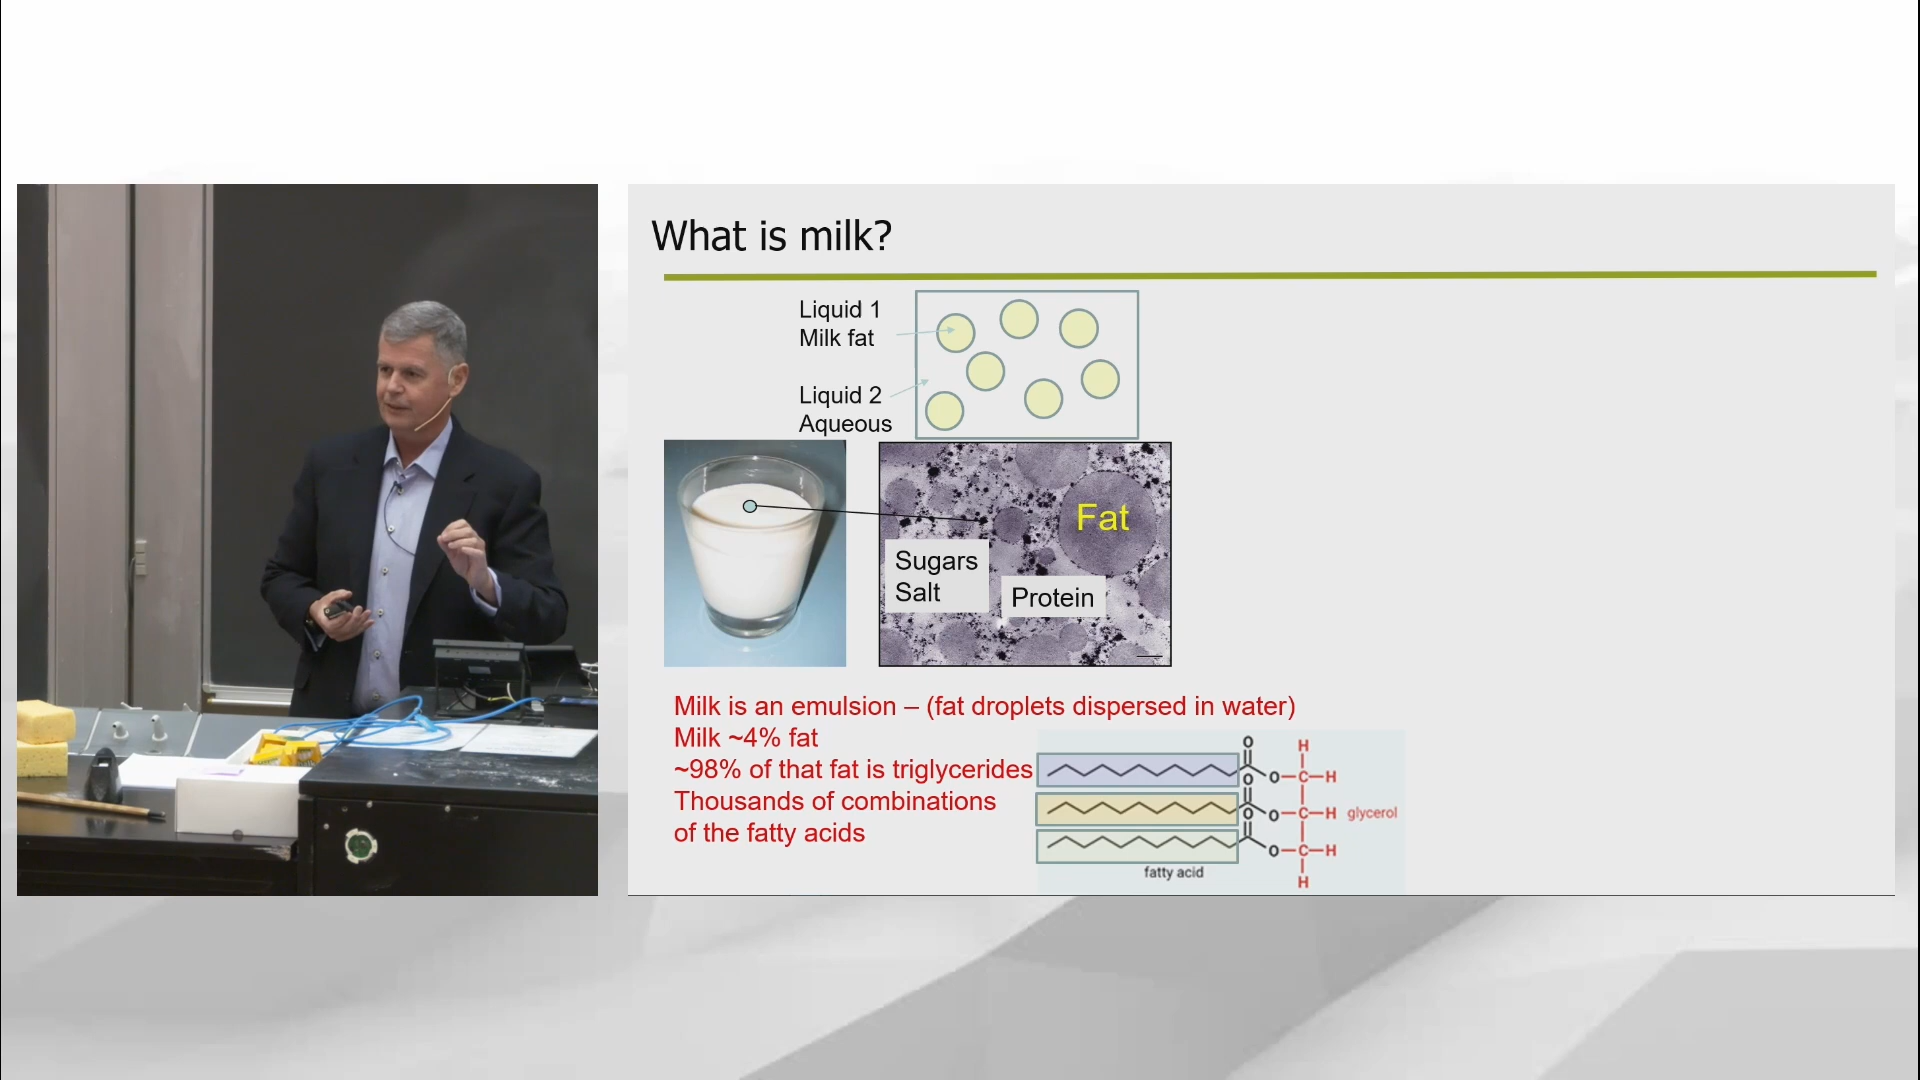 What is milk?
Liquid 1
Milk fat
Liquid 2
Aqueous
Fat
Sugars
Salt
Protein
Milk is an emulsion – (fat droplets dispersed in water)
Milk ~4% fat
~98% of that fat is triglycerides
Thousands of combinations
of the fatty acids
O H
O C H
O
O C H glycerol
O
O C H
fatty acid
H